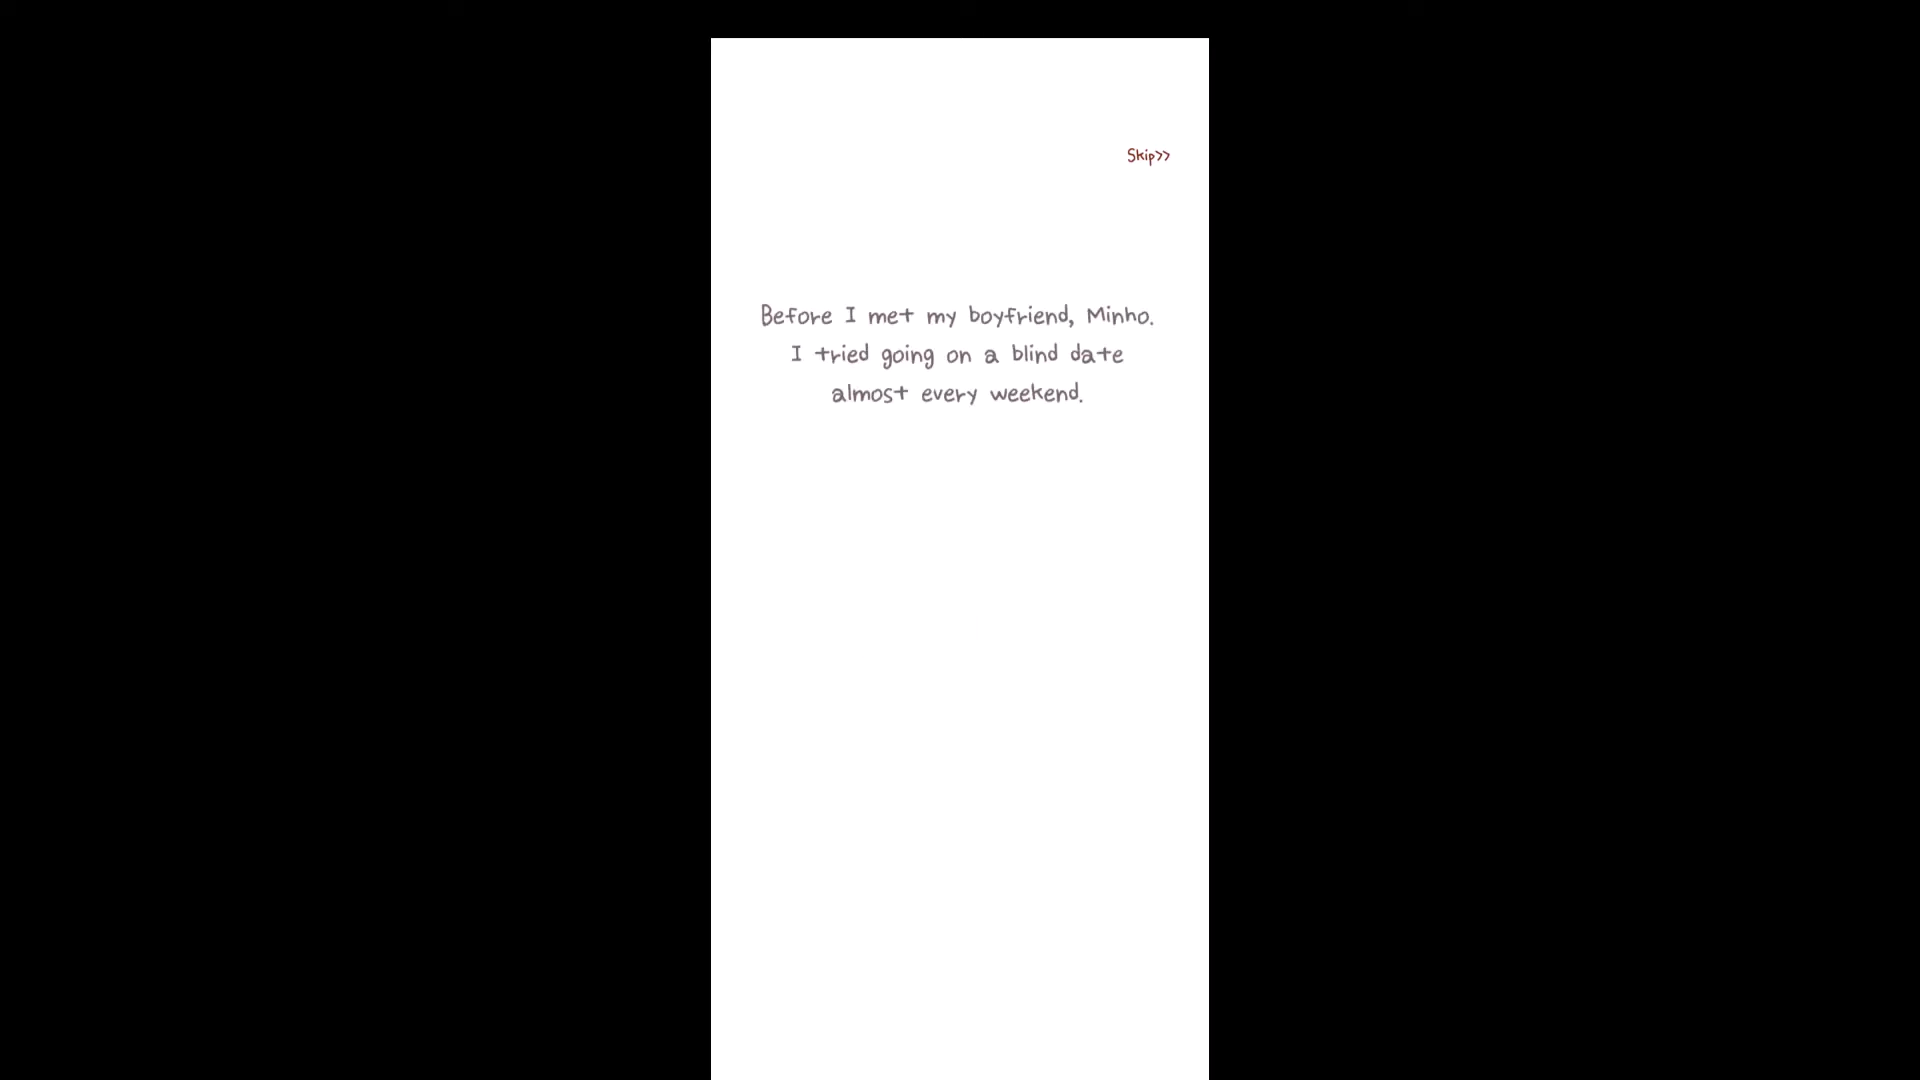 Skip>>
Before I met my boyfriend, Minho.
I tried going on a blind date
almost every weekend.